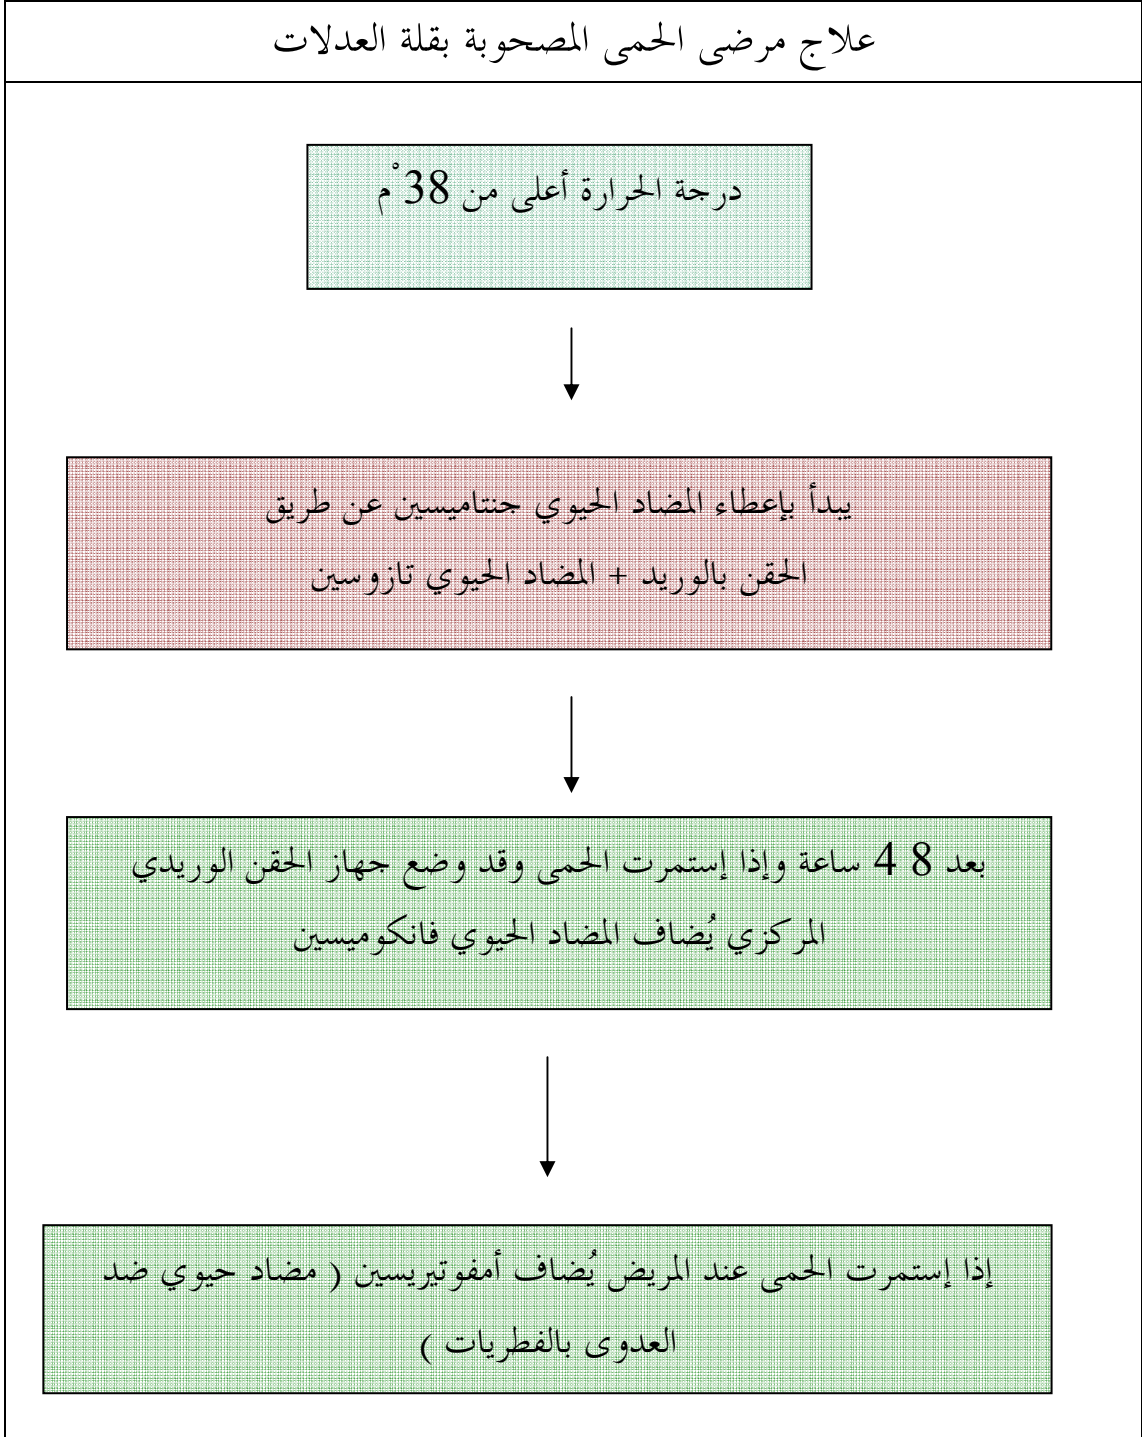 علاج مرضى الحمى المصحوبة بقلة العدلات
درجة الحرارة أعلى من 38°م
يبدأ بإعطاء المضاد الحيوي جنتاميسين عن طريق
الحقن بالوريد + المضاد الحيوي تازوسين
بعد 48 ساعة وإذا إستمرت الحمى وقد وضع جهاز الحقن الوريدي
المركزي يُضاف المضاد الحيوي فانكوميسين
إذا إستمرت الحمى عند المريض يُضاف أمفوتيريسين ( مضاد حيوي ضد
العدوى بالفطريات )